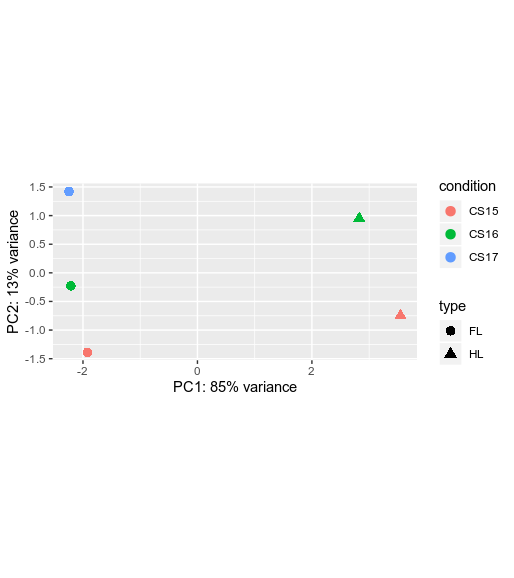 PC2: 13% variance
1.5
1.0
0.5
0.0
-0.5
-1.0
-1.5
-2
0
2
PC1: 85% variance
condition
CS15
CS16
CS17
type
FL
HL